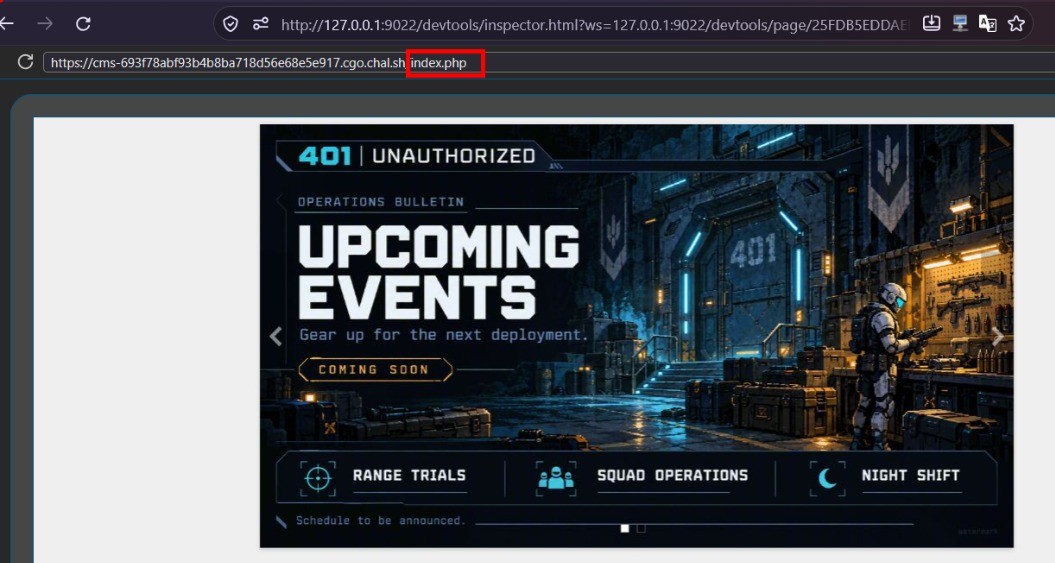 http://127.0.0.1:9022/devtools/inspector.html?ws=127.0.0.1:9022/devtools/page/25FDB5EDDAE
https://cms-693f78abf93b4b8ba718d56e68e5e917.cgo.chal.sh/index.php
401 | UNAUTHORIZED
OPERATIONS BULLETIN
UPCOMING
EVENTS
401
Gear up for the next deployment.
COMING SOON
RANGE TRIALS
SQUAD OPERATIONS
NIGHT SHIFT
Schedule to be announced.